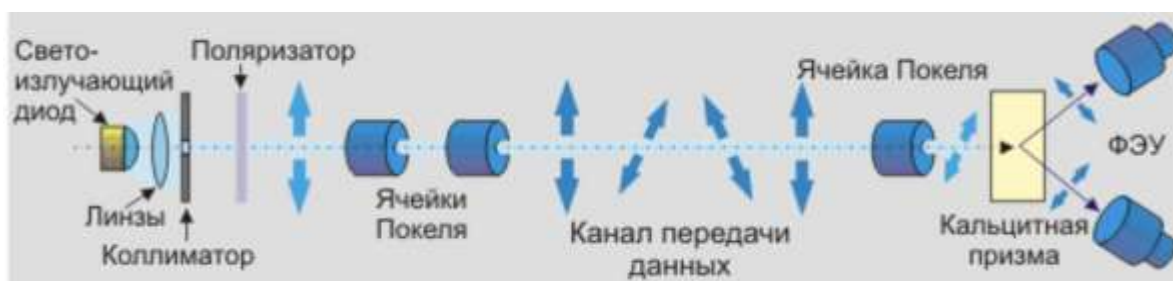 Свето-
излучающий
диод
Поляризатор
Линзы
Коллиматор
Ячейки
Покеля
Канал передачи
данных
Ячейка Покеля
ФЭУ
Кальцитная
призма